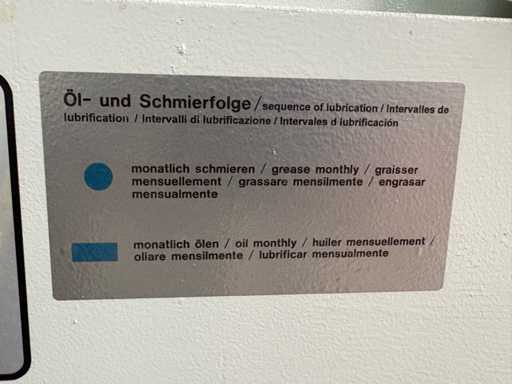 Öl- und Schmierfolge / sequence of lubrication / Intervalles de
lubrification / Intervalli di lubrificazione / Intervales d lubrificación
monatlich schmieren / grease monthly / graisser
mensuellement / grassare mensilmente / engrasar
mensualmente
monatlich ölen / oil monthly / huiler mensuellement /
oliare mensilmente / lubrificar mensualmente